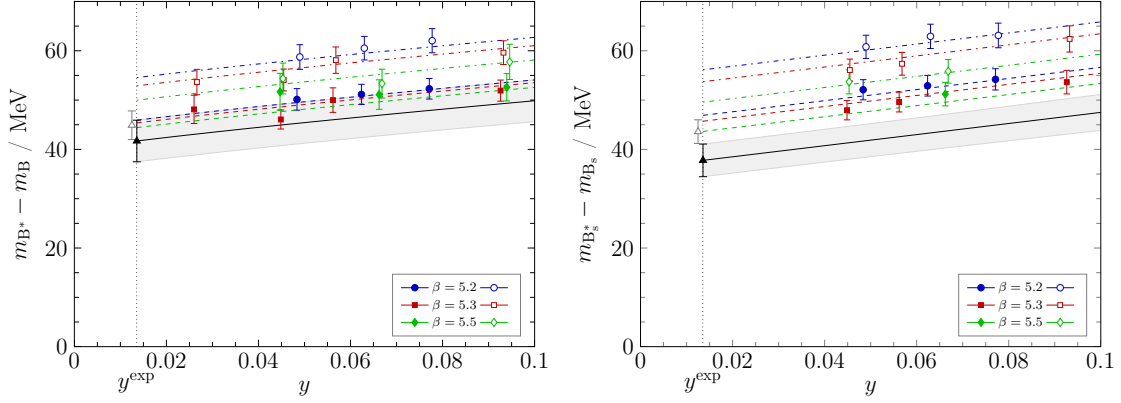 60
40
20
0
m_{B*} − m_B / MeV
0 0.02 0.04 0.06 0.08 0.1
y^{exp} y
β = 5.2
β = 5.3
β = 5.5
60
40
20
0
m_{B_s^*} − m_{B_s} / MeV
0 0.02 0.04 0.06 0.08 0.1
y^{exp} y
β = 5.2
β = 5.3
β = 5.5